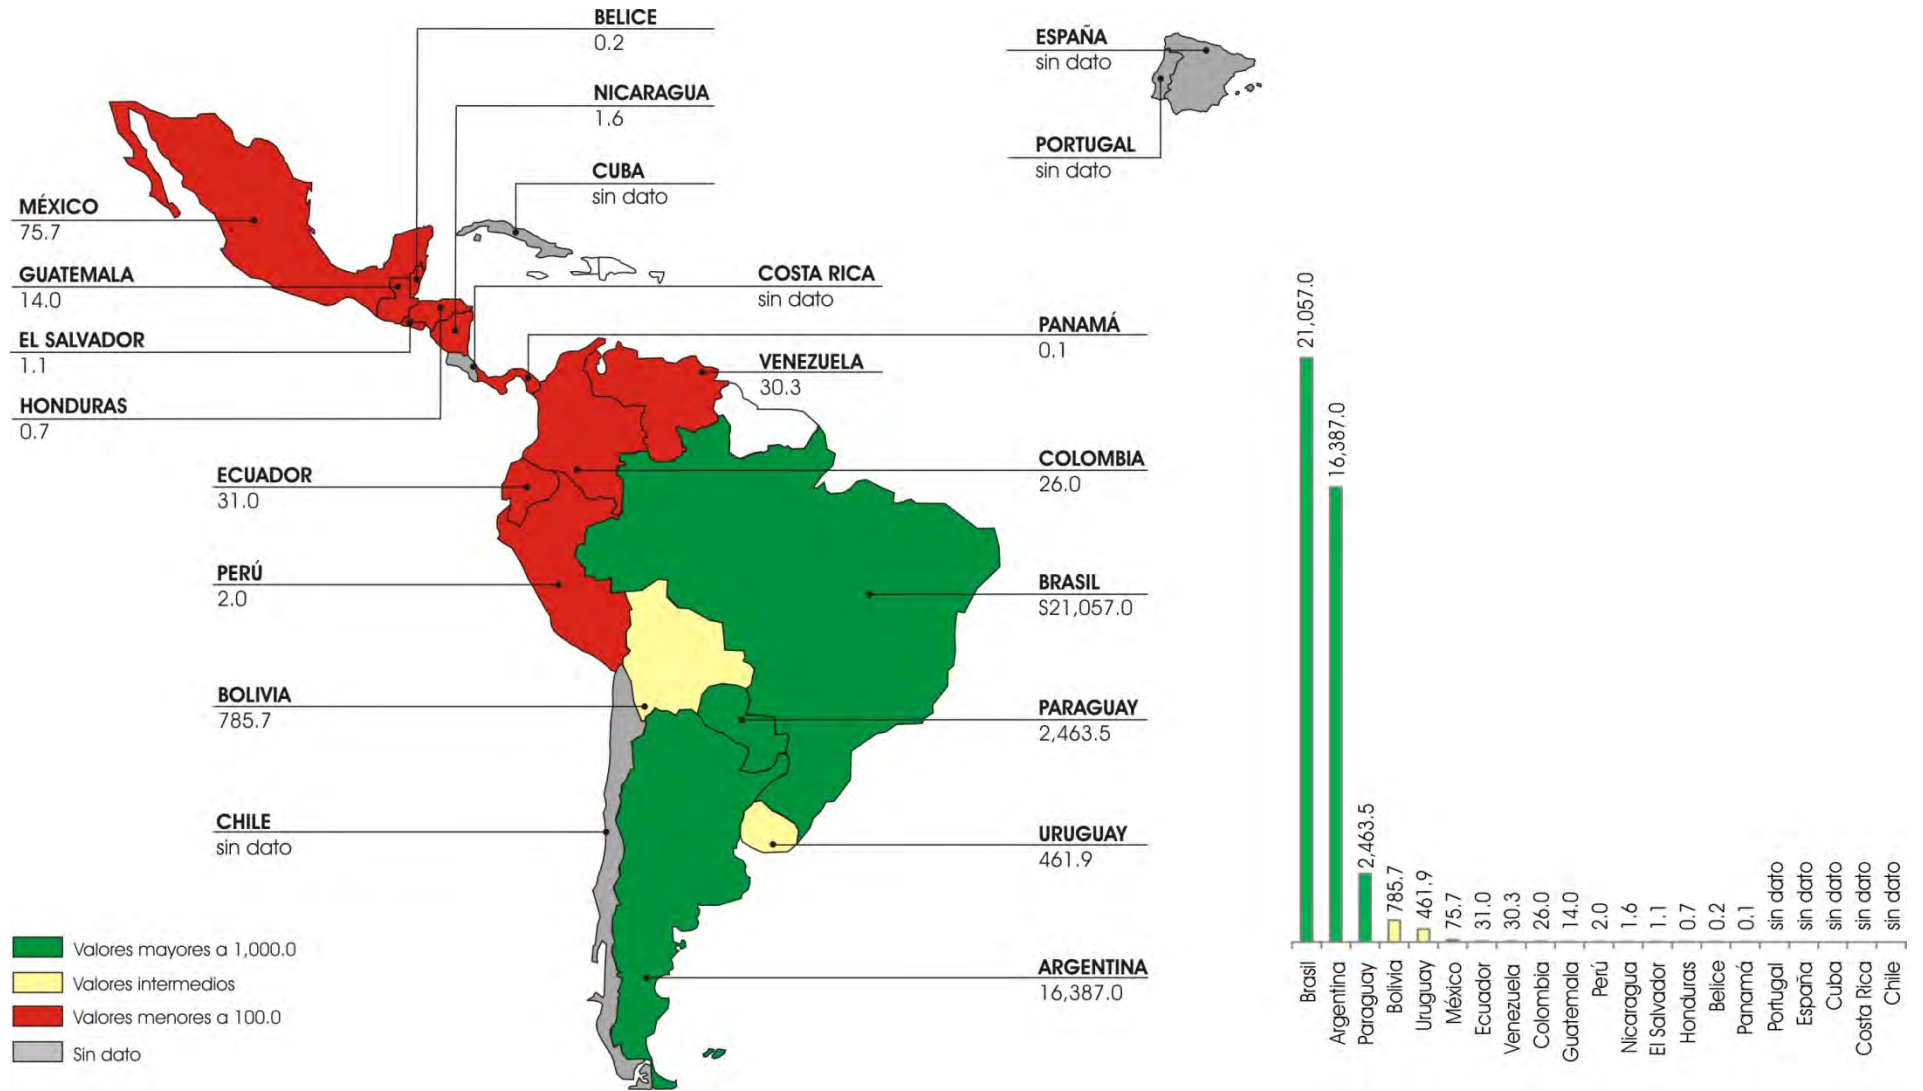 BELICE
0.2
NICARAGUA
1.6
CUBA
sin dato
ESPAÑA
sin dato
PORTUGAL
sin dato
MÉXICO
75.7
GUATEMALA
14.0
EL SALVADOR
1.1
HONDURAS
0.7
COSTA RICA
sin dato
PANAMÁ
0.1
VENEZUELA
30.3
COLOMBIA
26.0
ECUADOR
31.0
PERÚ
2.0
BRASIL
S21,057.0
BOLIVIA
785.7
PARAGUAY
2,463.5
CHILE
sin dato
URUGUAY
461.9
ARGENTINA
16,387.0
Valores mayores a 1,000.0
Valores intermedios
Valores menores a 100.0
Sin dato
21,057.0
16,387.0
2,463.5
785.7
461.9
75.7
31.0
30.3
26.0
14.0
2.0
1.6
1.1
0.7
0.2
0.1
sin dato
sin dato
sin dato
sin dato
sin dato
Brasil
Argentina
Paraguay
Bolivia
Uruguay
México
Ecuador
Venezuela
Colombia
Guatemala
Perú
Nicaragua
El Salvador
Honduras
Belice
Panamá
Portugal
España
Cuba
Costa Rica
Chile